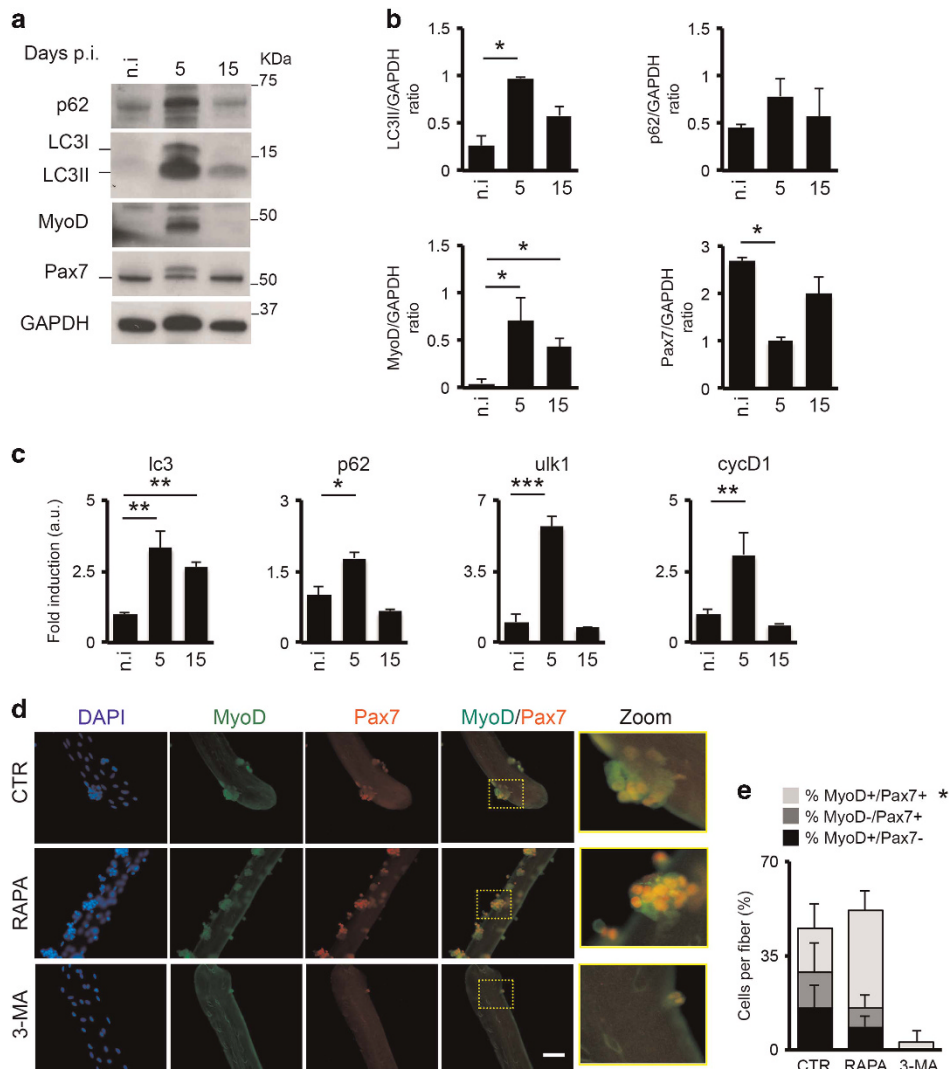 a
Days p.i. n.i 5 15 KDa
75
p62
LC3I
15
LC3II
MyoD
50
Pax7
50
37
GAPDH
b
LC3II/GAPDH ratio
1.5
1
0.5
0
*
n.i 5 15
p62/GAPDH ratio
1.5
1
0.5
0
n.i 5 15
MyoD/GAPDH ratio
1.5
1
0.5
0
*
*
n.i 5 15
Pax7/GAPDH ratio
3
2
1
0
*
n.i 5 15
c
Fold induction (a.u.)
lc3
5
2.5
0
**
**
n.i 5 15
p62
3
1.5
0
*
n.i 5 15
ulk1
7
3.5
0
***
n.i 5 15
cycD1
5
2.5
0
**
n.i 5 15
d
DAPI MyoD Pax7 MyoD/Pax7 Zoom
CTR
RAPA
3-MA
e
% MyoD+/Pax7+ *
% MyoD-/Pax7+
% MyoD+/Pax7-
Cells per fiber (%)
70
35
0
CTR RAPA 3-MA